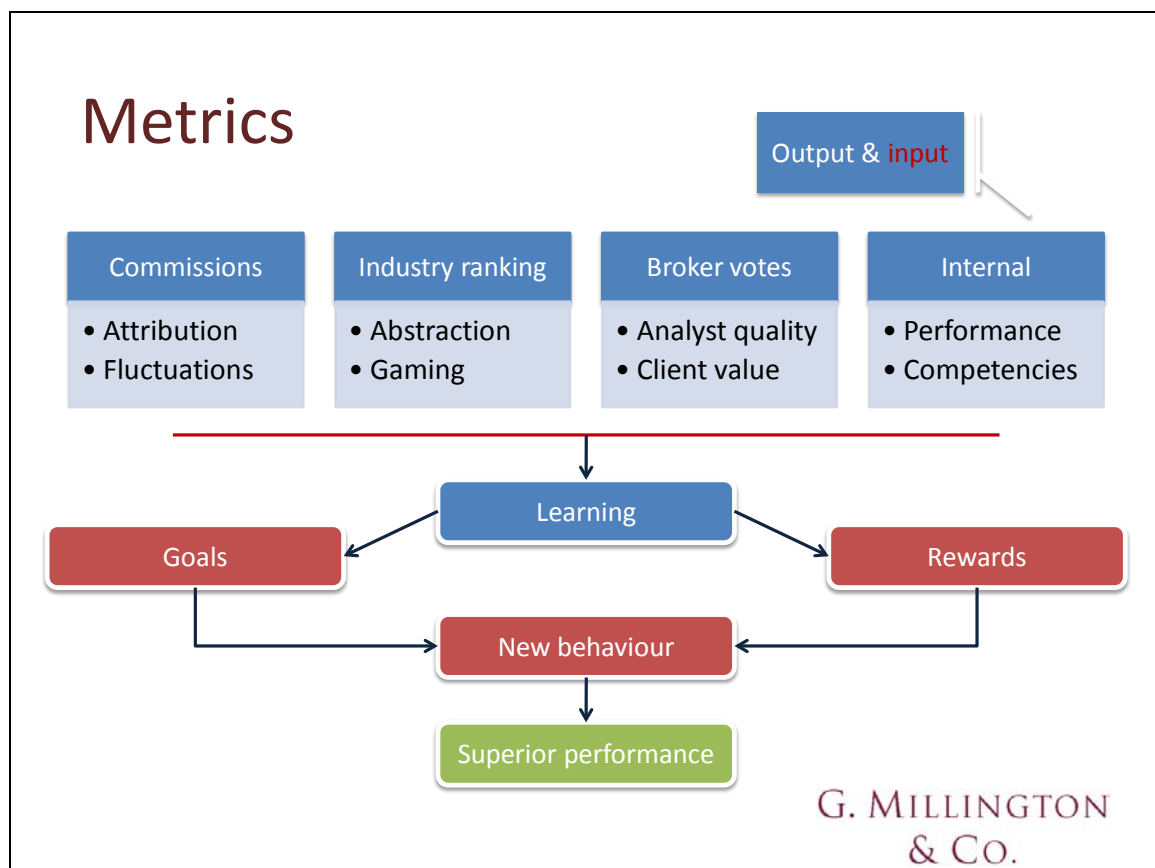 Metrics
Output & input
Commissions
• Attribution
• Fluctuations
Industry ranking
• Abstraction
• Gaming
Broker votes
• Analyst quality
• Client value
Internal
• Performance
• Competencies
Learning
Goals
Rewards
New behaviour
Superior performance
G. MILLINGTON
& CO.